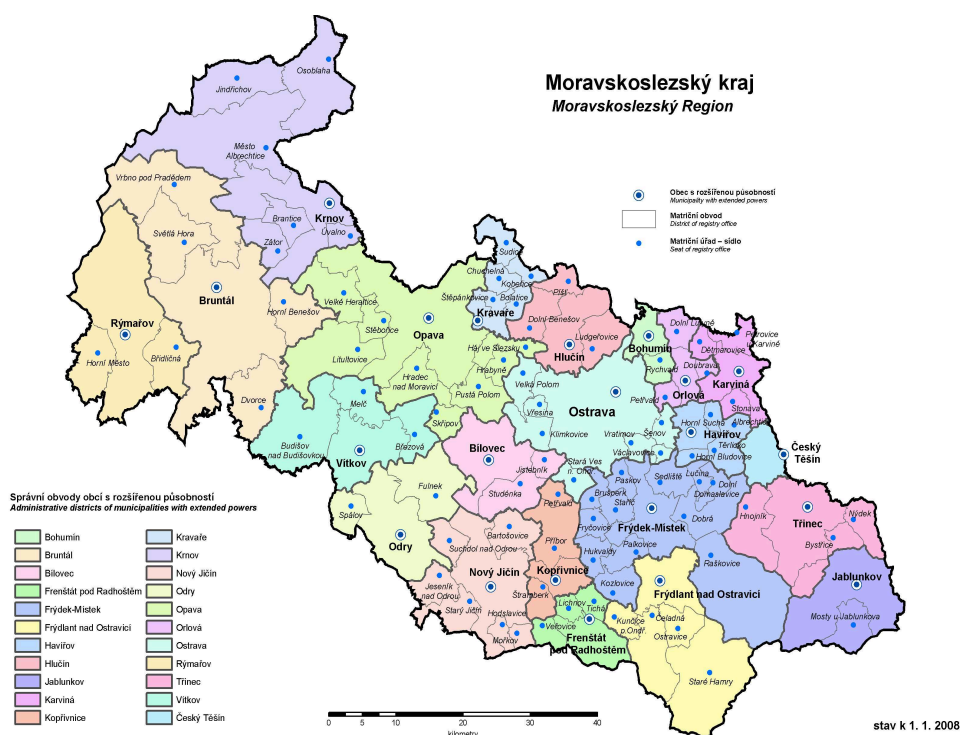 Moravskoslezský kraj
Moravskoslezský Region
Obec s rozšířenou působností
Municipality with extended powers
Matriční obvod
District of registry office
Matriční úřad – sídlo
Seat of registry office
Osoblaha
Jindřichov
Město
Albrechtice
Vrbno pod Pradědem
Krnov
Brantice
Úvalno
Světlá Hora
Zátor
Bruntál
Horní Benešov
Rýmařov
Horní Město
Břidličná
Dvorce
Sudice
Chuchelná
Kobeřice
Píšť
Štěpánkovice
Bolatice
Kravaře
Dolní Benešov
Ludgeřovice
Hlučín
Velké Heraltice
Stěbořice
Opava
Litultovice
Háj ve Slezsku
Hrabyně
Hradec
nad Moravicí
Pustá Polom
Skřipov
Melč
Březová
Budišov
nad Budišovkou
Vítkov
Bohumín
Rychvald
Dolní Lutyně
Dětmarovice
Petrovice
u Karviné
Doubrava
Karviná
Orlová
Petřvald
Stonava
Velká Polom
Ostrava
Vřesina
Klimkovice
Vratimov
Šenov
Václavovice
Stará Ves
n. Ondř.
Horní Suchá
Albrechtice
Havířov
Těrlicko
Horní Bludovice
Český
Těšín
Bílovec
Jistebník
Studénka
Fulnek
Spálov
Odry
Petřvald
Bartošovice
Suchdol nad Odrou
Příbor
Nový Jičín
Kopřivnice
Jeseník
nad Odrou
Starý Jičín
Štramberk
Hodslavice
Mořkov
Paskov
Sedliště
Lučina
Dolní
Domaslavice
Brušperk
Staříč
Fryčovice
Frýdek-Místek
Dobrá
Hukvaldy
Palkovice
Raškovice
Kozlovice
Hnojník
Třinec
Nýdek
Bystřice
Jablunkov
Mosty u Jablunkova
Frýdlant nad Ostravicí
Lichnov
Tichá
Veřovice
Frenštát
pod Radhoštěm
Kunčice
p.Ondř.
Čeladná
Ostravice
Staré Hamry
Správní obvody obcí s rozšířenou působností
Administrative districts of municipalities with extended powers
Bohumín
Bruntál
Bílovec
Frenštát pod Radhoštěm
Frýdek-Místek
Frýdlant nad Ostravicí
Havířov
Hlučín
Jablunkov
Karviná
Kopřivnice
Kravaře
Krnov
Nový Jičín
Odry
Opava
Orlová
Ostrava
Rýmařov
Třinec
Vítkov
Český Těšín
0 5 10 20 30 40
kilometry
stav k 1. 1. 2008